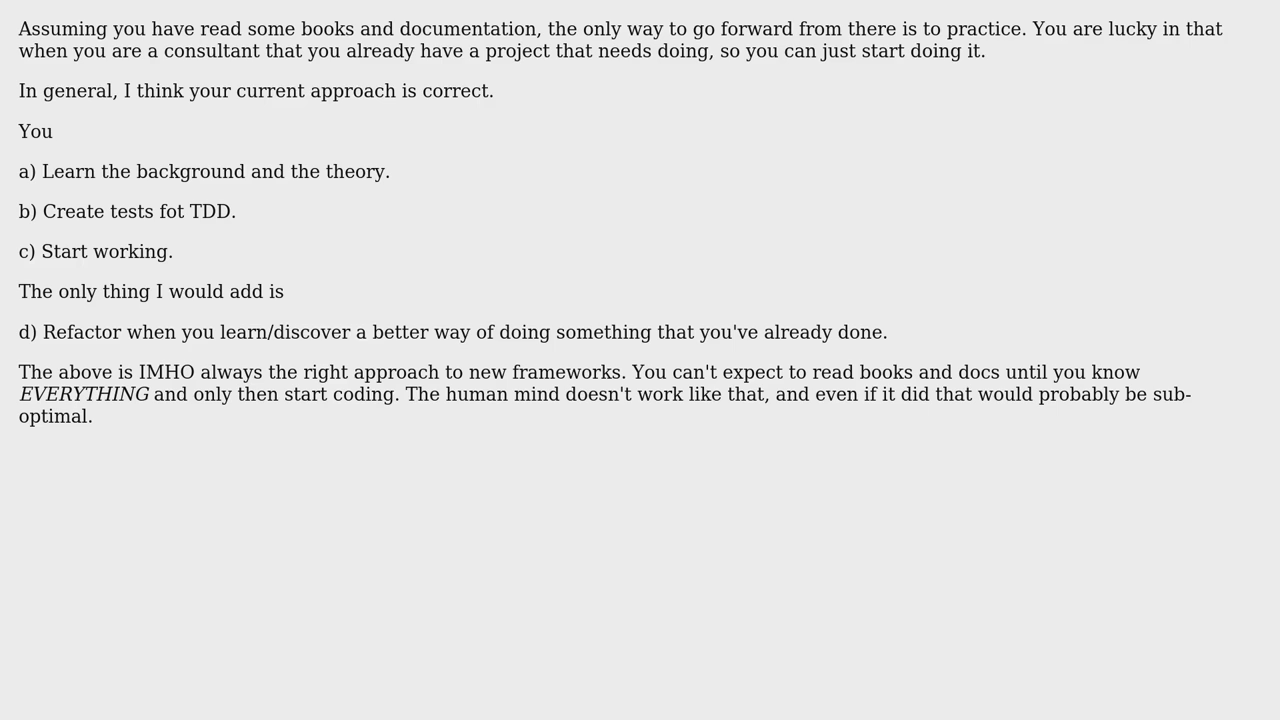 Assuming you have read some books and documentation, the only way to go forward from there is to practice. You are lucky in that
when you are a consultant that you already have a project that needs doing, so you can just start doing it.
In general, I think your current approach is correct.
You
a) Learn the background and the theory.
b) Create tests fot TDD.
c) Start working.
The only thing I would add is
d) Refactor when you learn/discover a better way of doing something that you've already done.
The above is IMHO always the right approach to new frameworks. You can't expect to read books and docs until you know
EVERYTHING and only then start coding. The human mind doesn't work like that, and even if it did that would probably be sub-
optimal.